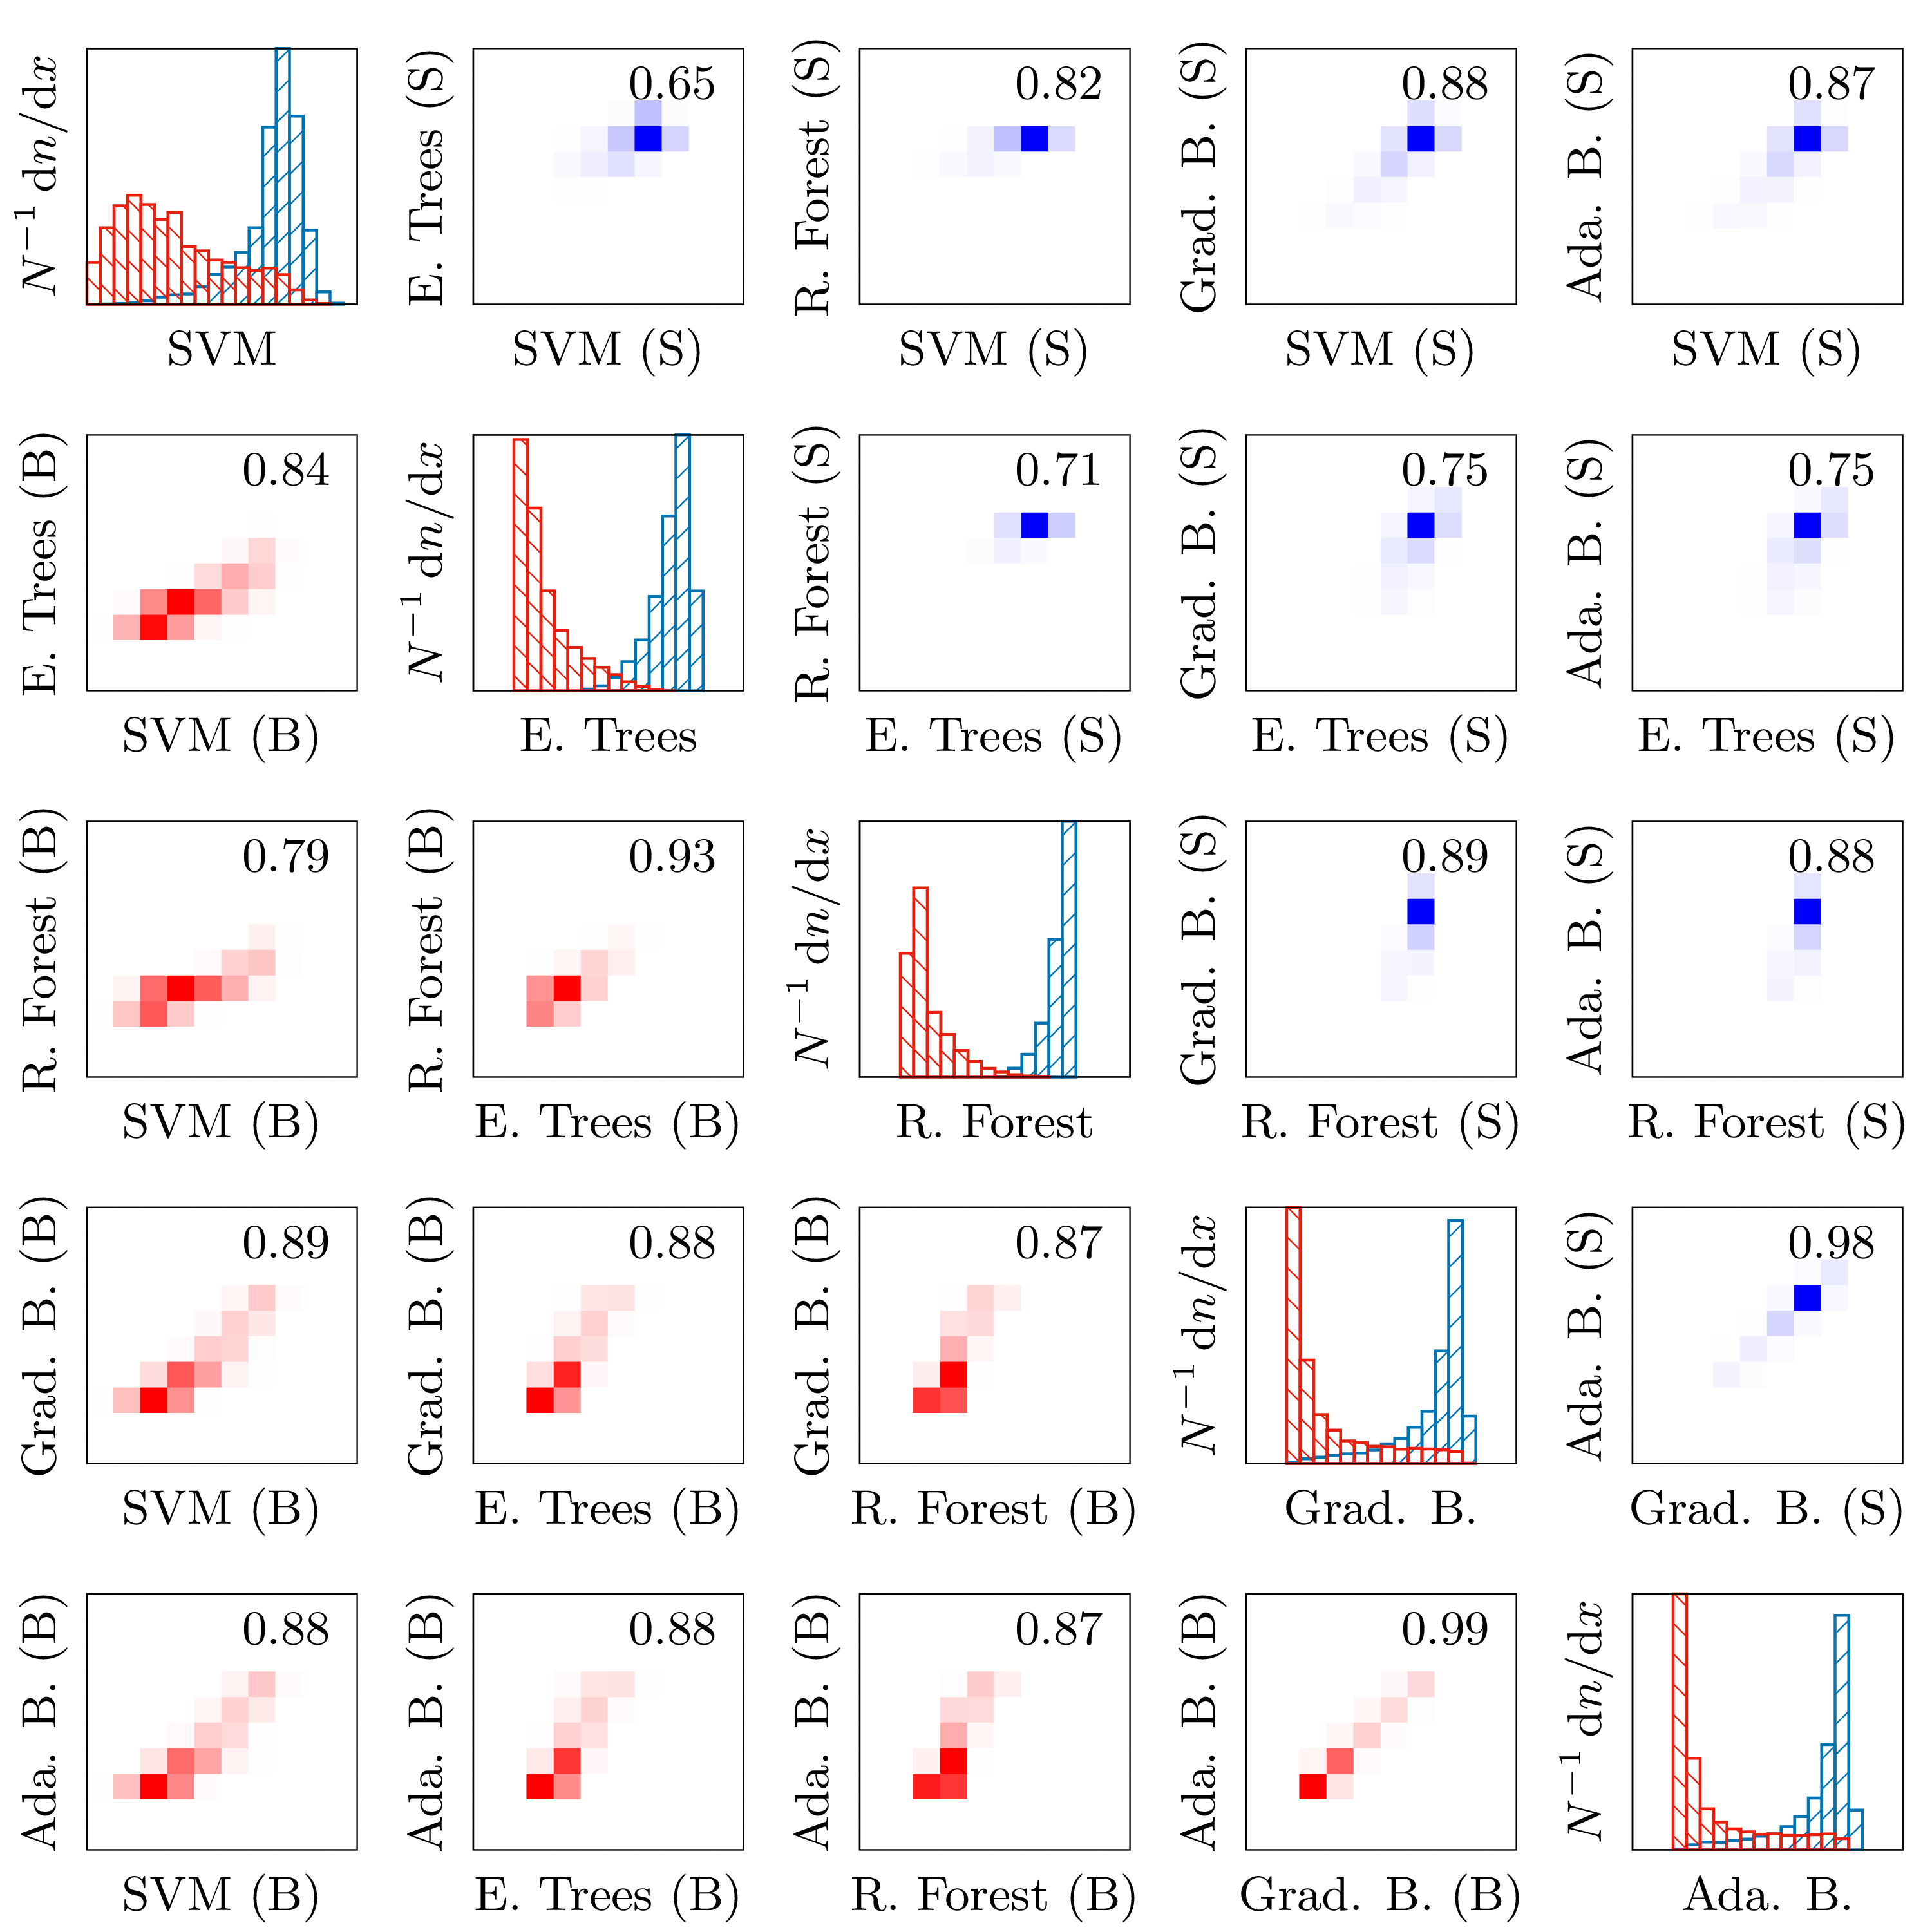 N⁻¹ dn/dx
SVM
E. Trees (S)
0.65
SVM (S)
R. Forest (S)
0.82
SVM (S)
Grad. B. (S)
0.88
SVM (S)
Ada. B. (S)
0.87
SVM (S)
E. Trees (B)
0.84
SVM (B)
N⁻¹ dn/dx
E. Trees
R. Forest (S)
0.71
E. Trees (S)
Grad. B. (S)
0.75
E. Trees (S)
Ada. B. (S)
0.75
E. Trees (S)
R. Forest (B)
0.79
SVM (B)
R. Forest (B)
0.93
E. Trees (B)
N⁻¹ dn/dx
R. Forest
Grad. B. (S)
0.89
R. Forest (S)
Ada. B. (S)
0.88
R. Forest (S)
Grad. B. (B)
0.89
SVM (B)
Grad. B. (B)
0.88
E. Trees (B)
Grad. B. (B)
0.87
R. Forest (B)
N⁻¹ dn/dx
Grad. B.
Ada. B. (S)
0.98
Grad. B. (S)
Ada. B. (B)
0.88
SVM (B)
Ada. B. (B)
0.88
E. Trees (B)
Ada. B. (B)
0.87
R. Forest (B)
Ada. B. (B)
0.99
Grad. B. (B)
N⁻¹ dn/dx
Ada. B.